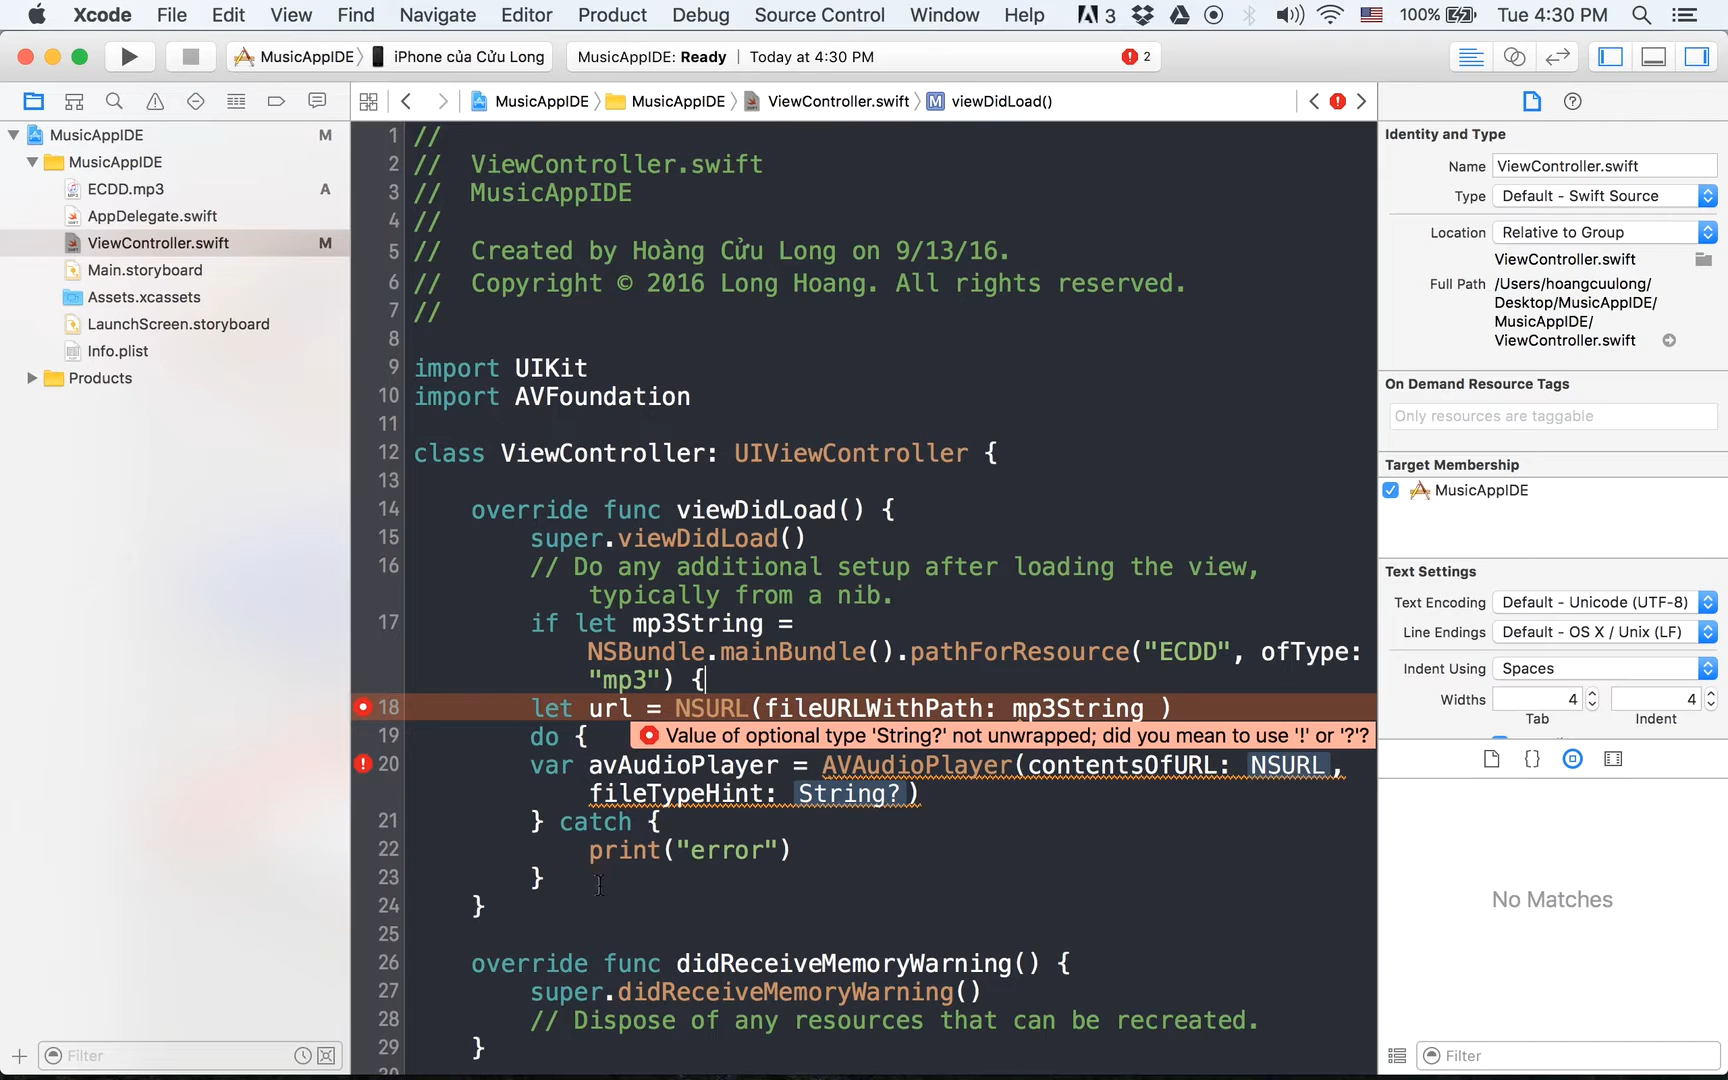 Xcode File Edit View Find Navigate Editor Product Debug Source Control Window Help 3 100% Tue 4:30 PM
MusicAppIDE iPhone của Cửu Long MusicAppIDE: Ready | Today at 4:30 PM 2
MusicAppIDE MusicAppIDE ViewController.swift M viewDidLoad()
MusicAppIDE M
MusicAppIDE
ECDD.mp3 A
AppDelegate.swift
ViewController.swift M
Main.storyboard
Assets.xcassets
LaunchScreen.storyboard
Info.plist
Products
Filter
1 //
2 // ViewController.swift
3 // MusicAppIDE
4 //
5 // Created by Hoàng Cửu Long on 9/13/16.
6 // Copyright © 2016 Long Hoang. All rights reserved.
7 //
8
9 import UIKit
10 import AVFoundation
11
12 class ViewController: UIViewController {
13
14 override func viewDidLoad() {
15 super.viewDidLoad()
16 // Do any additional setup after loading the view,
typically from a nib.
17 if let mp3String =
NSBundle.mainBundle().pathForResource("ECDD", ofType:
"mp3") {
18 let url = NSURL(fileURLWithPath: mp3String )
19 do { Value of optional type 'String?' not unwrapped; did you mean to use '!' or '?'?
20 var avAudioPlayer = AVAudioPlayer(contentsOfURL: NSURL,
fileTypeHint: String?)
21 } catch {
22 print("error")
23 }
24 }
25
26 override func didReceiveMemoryWarning() {
27 super.didReceiveMemoryWarning()
28 // Dispose of any resources that can be recreated.
29 }
Identity and Type
Name ViewController.swift
Type Default - Swift Source
Location Relative to Group
ViewController.swift
Full Path /Users/hoangcuulong/
Desktop/MusicAppIDE/
MusicAppIDE/
ViewController.swift
On Demand Resource Tags
Only resources are taggable
Target Membership
MusicAppIDE
Text Settings
Text Encoding Default - Unicode (UTF-8)
Line Endings Default - OS X / Unix (LF)
Indent Using Spaces
Widths 4 4
Tab Indent
{}
No Matches
Filter